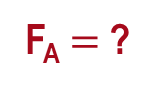 F_A = ?